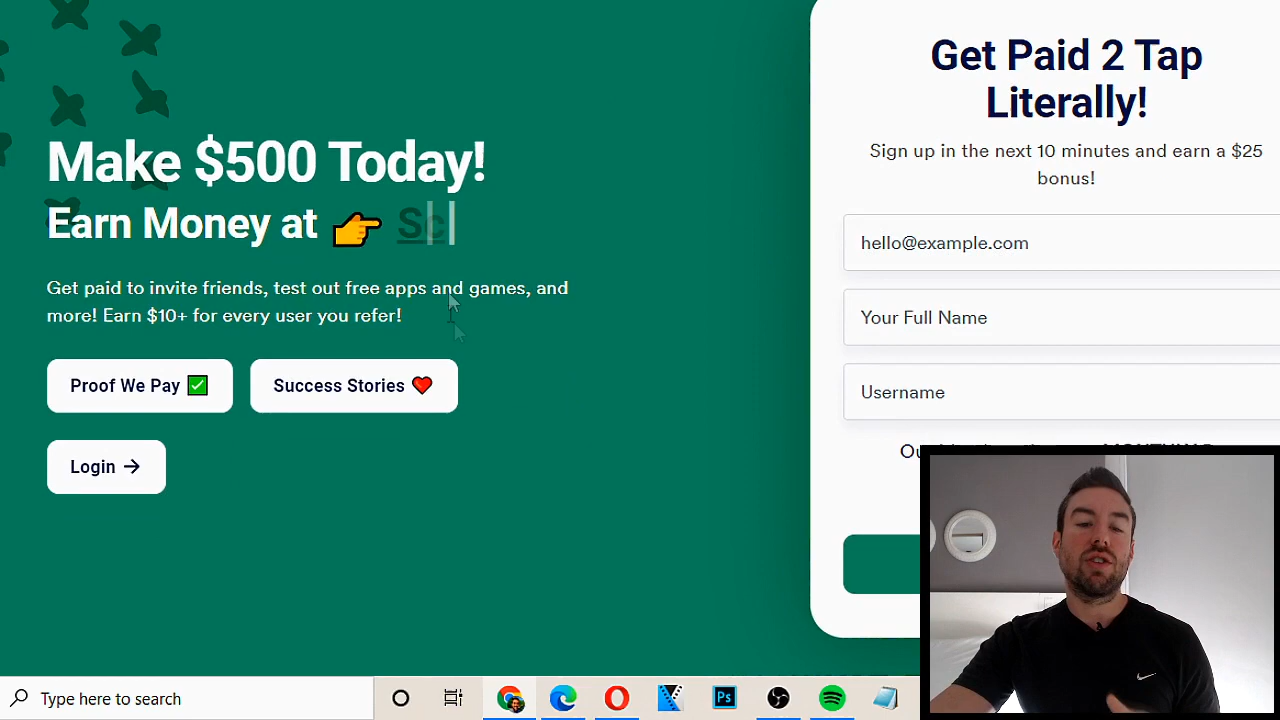 Make $500 Today!
Earn Money at 👉 Sc
Get paid to invite friends, test out free apps and games, and
more! Earn $10+ for every user you refer!
Proof We Pay ✅
Success Stories ❤️
Login →
Get Paid 2 Tap
Literally!
Sign up in the next 10 minutes and earn a $25
bonus!
hello@example.com
Your Full Name
Username
Type here to search
Ps